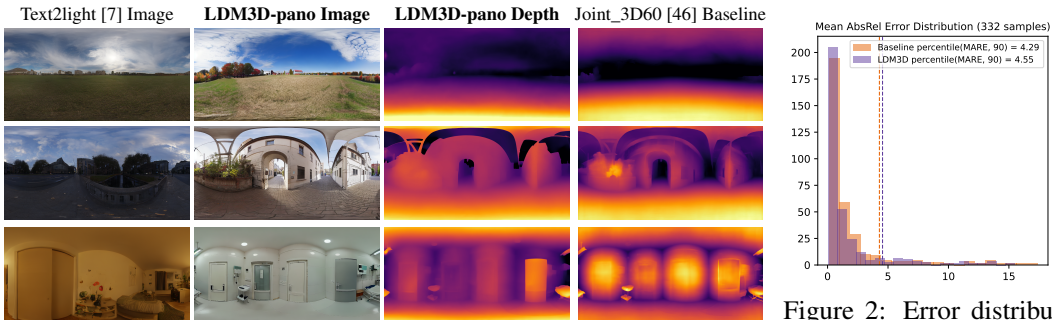 Text2light [7] Image LDM3D-pano Image LDM3D-pano Depth Joint_3D60 [46] Baseline
Mean AbsRel Error Distribution (332 samples)
Baseline percentile(MARE, 90) = 4.29
LDM3D percentile(MARE, 90) = 4.55
200
175
150
125
100
75
50
25
0
0 5 10 15
Figure 2: Error distribu